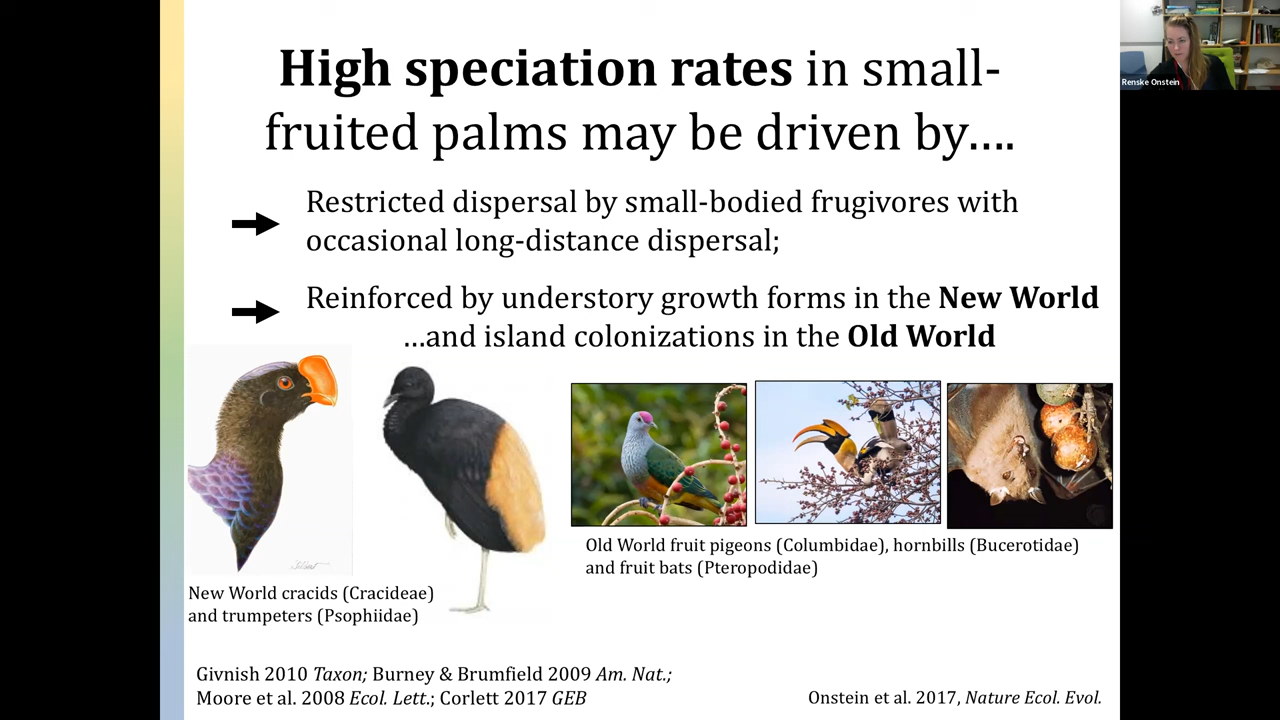 High speciation rates in small-
fruited palms may be driven by....
Restricted dispersal by small-bodied frugivores with
occasional long-distance dispersal;
Reinforced by understory growth forms in the New World
...and island colonizations in the Old World
Old World fruit pigeons (Columbidae), hornbills (Bucerotidae)
and fruit bats (Pteropodidae)
New World cracids (Cracideae)
and trumpeters (Psophiidae)
Givnish 2010 Taxon; Burney & Brumfield 2009 Am. Nat.;
Moore et al. 2008 Ecol. Lett.; Corlett 2017 GEB
Onstein et al. 2017, Nature Ecol. Evol.
Renske Onstein